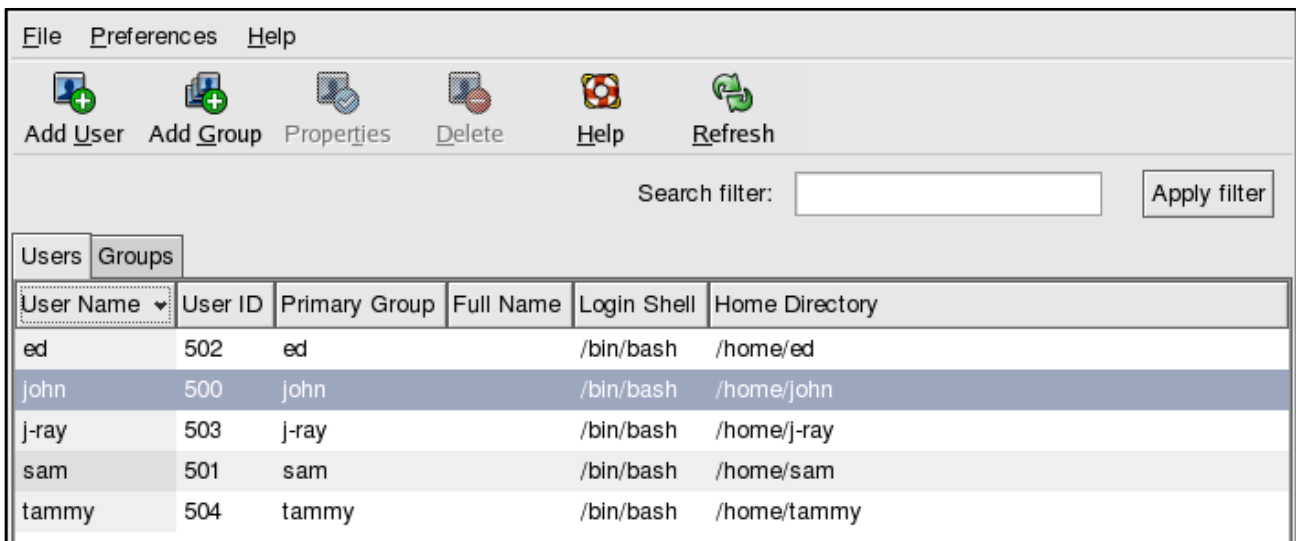 File Preferences Help
Add User Add Group Properties Delete Help Refresh
Search filter: Apply filter
Users Groups
User Name User ID Primary Group Full Name Login Shell Home Directory
ed 502 ed /bin/bash /home/ed
john 500 john /bin/bash /home/john
j-ray 503 j-ray /bin/bash /home/j-ray
sam 501 sam /bin/bash /home/sam
tammy 504 tammy /bin/bash /home/tammy